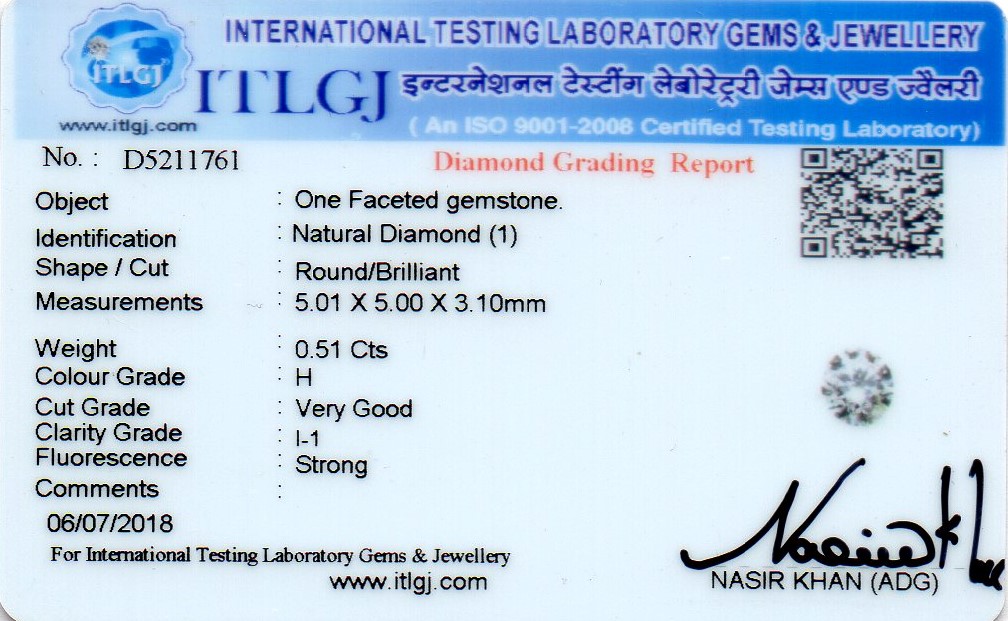 INTERNATIONAL TESTING LABORATORY GEMS & JEWELLERY
ITLGJ
ITLGJ इन्टरनेशनल टेस्टींग लेबोरेट्ररी जेम्स एण्ड ज्वैलरी
www.itlgj.com
( An ISO 9001-2008 Certified Testing Laboratory)
No. : D5211761
Diamond Grading Report
Object : One Faceted gemstone.
Identification : Natural Diamond (1)
Shape / Cut : Round/Brilliant
Measurements : 5.01 X 5.00 X 3.10mm
Weight : 0.51 Cts
Colour Grade : H
Cut Grade : Very Good
Clarity Grade : I-1
Fluorescence : Strong
Comments :
06/07/2018
For International Testing Laboratory Gems & Jewellery
www.itlgj.com
NASIR KHAN (ADG)